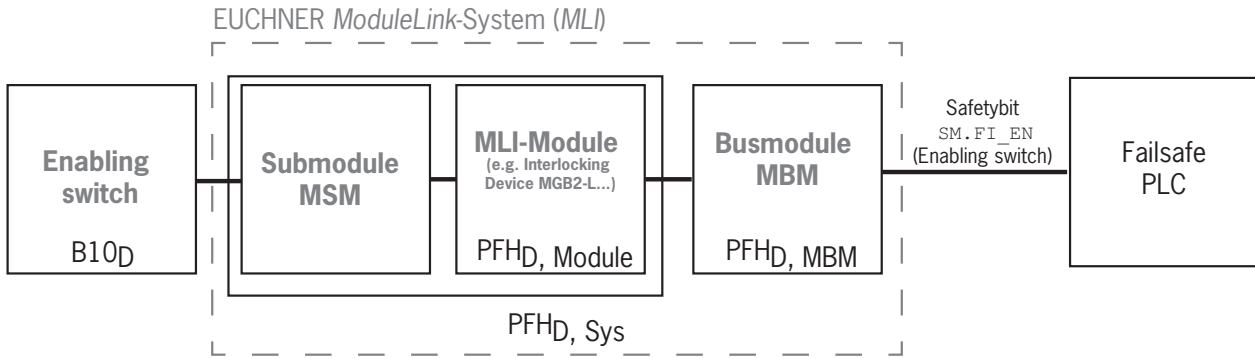 EUCHNER ModuleLink-System (MLI)
Enabling
switch
B10D
Submodule
MSM
MLI-Module
(e.g. Interlocking
Device MGB2-L...)
PFHD, Module
Busmodule
MBM
PFHD, MBM
Safetybit
SM.FI_EN
(Enabling switch)
Failsafe
PLC
PFHD, Sys